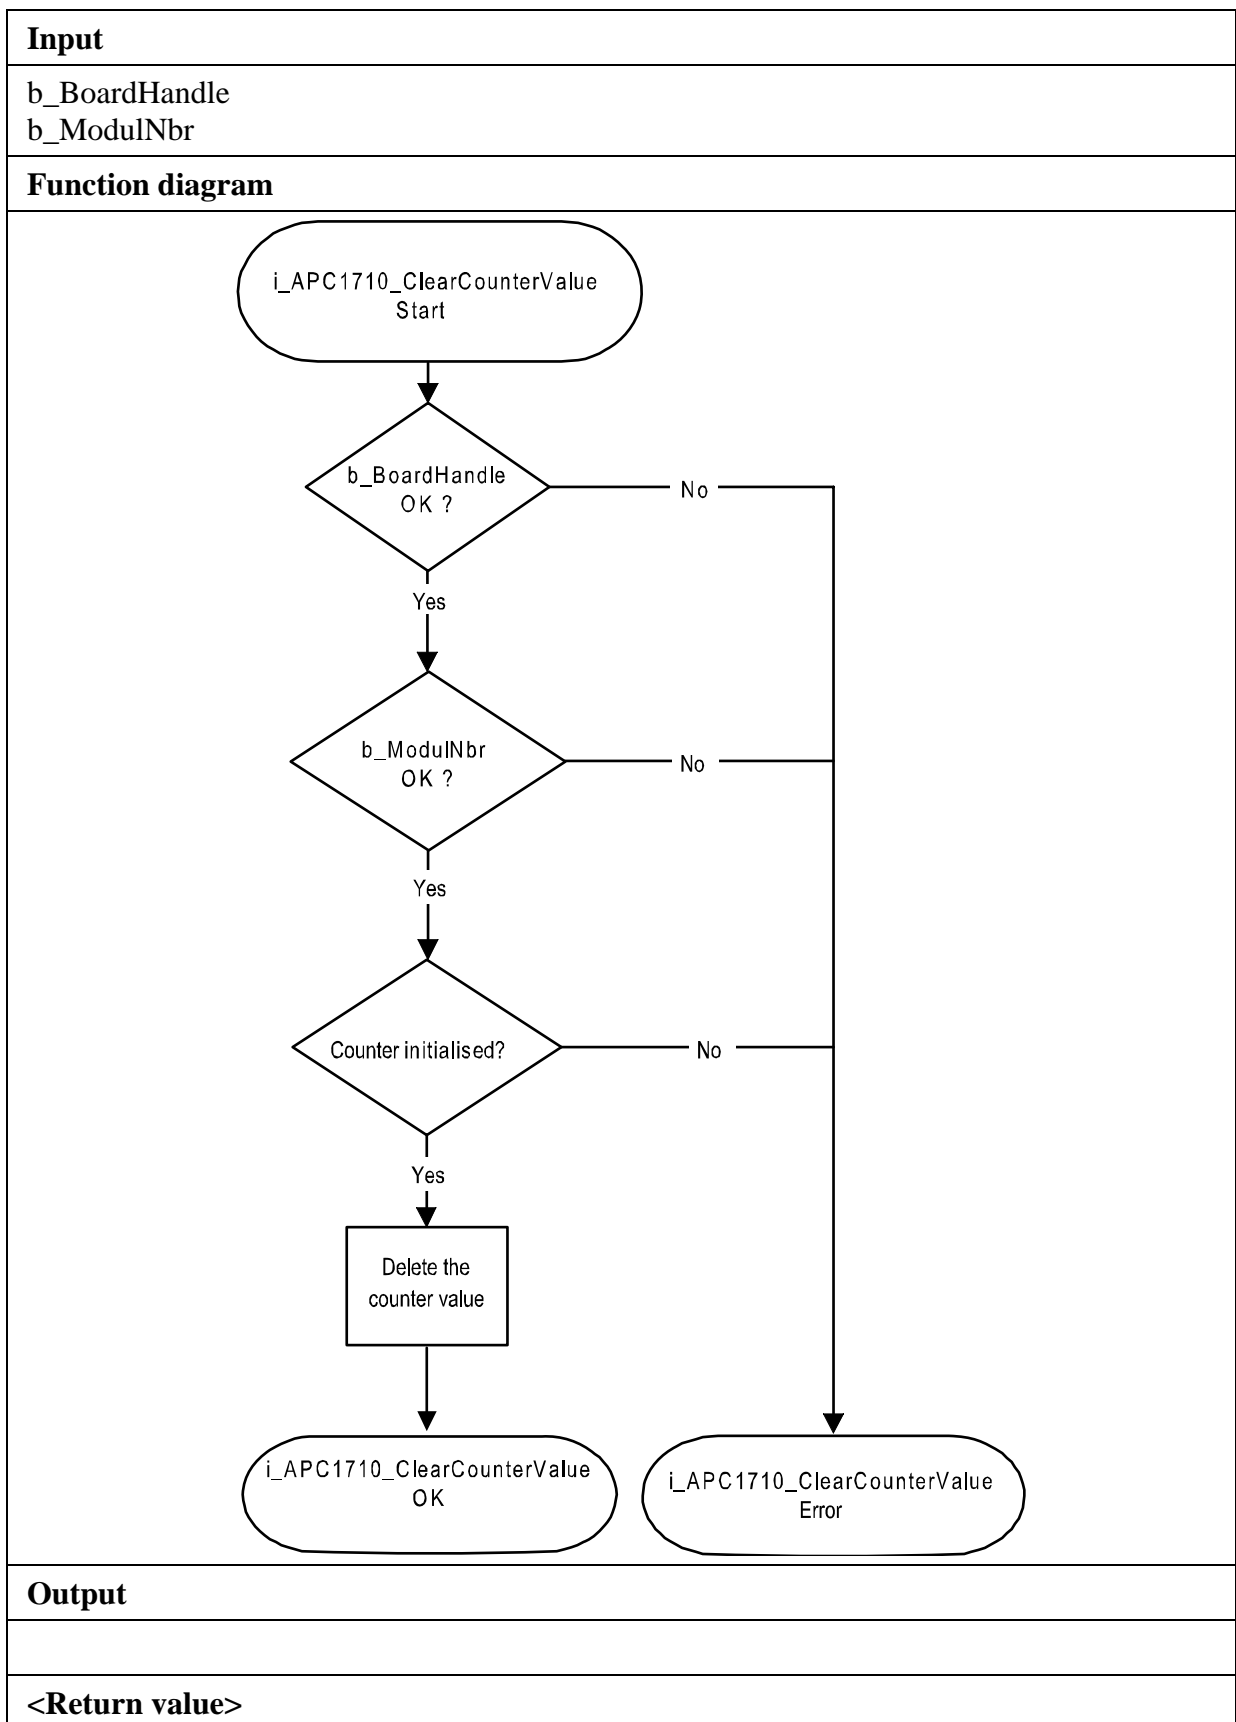 Input
b_BoardHandle
b_ModulNbr
Function diagram
i_APC1710_ClearCounterValue
Start
b_BoardHandle
OK ?
No
Yes
b_ModulNbr
OK ?
No
Yes
Counter initialised?
No
Yes
Delete the
counter value
i_APC1710_ClearCounterValue
OK
i_APC1710_ClearCounterValue
Error
Output
<Return value>